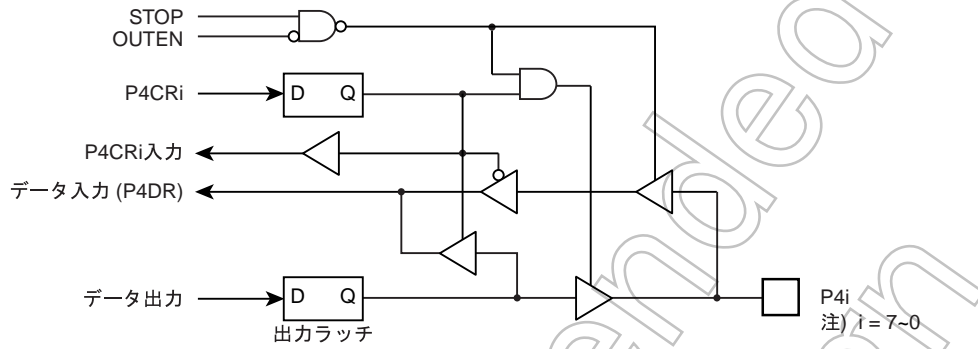 STOP
OUTEN
P4CRi
D Q
P4CRi入力
データ入力 (P4DR)
データ出力
D Q
出力ラッチ
P4i
注) i = 7~0